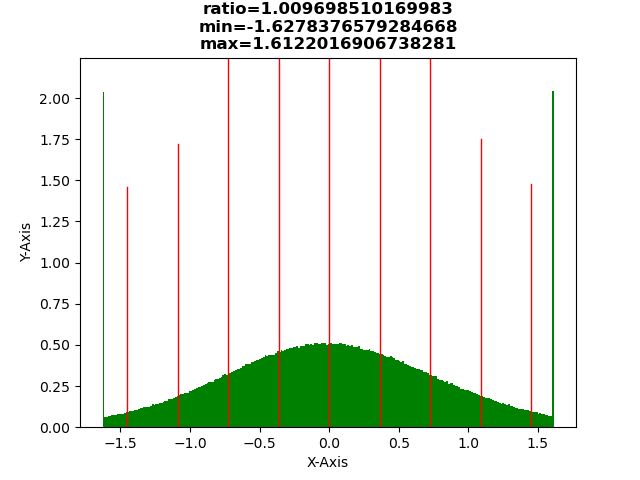 ratio=1.009698510169983
min=-1.6278376579284668
max=1.6122016906738281
2.00
1.75
1.50
1.25
1.00
0.75
0.50
0.25
0.00
Y-Axis
−1.5 −1.0 −0.5 0.0 0.5 1.0 1.5
X-Axis